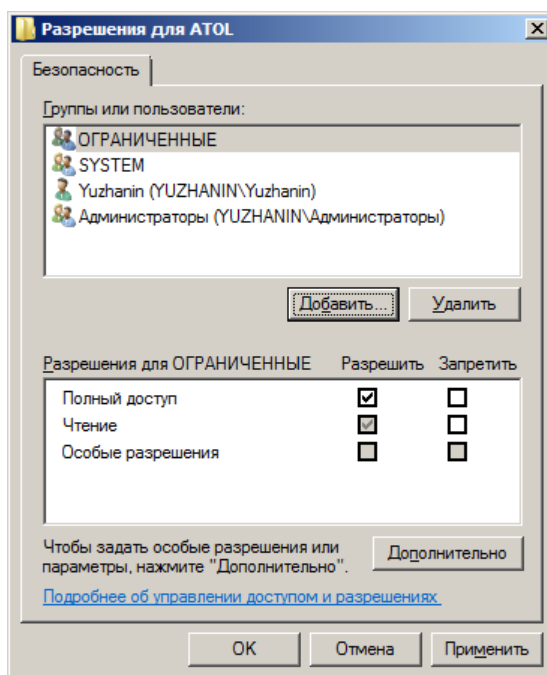 Разрешения для ATOL
Безопасность
Группы или пользователи:
ОГРАНИЧЕННЫЕ
SYSTEM
Yuzhanin (YUZHANIN\Yuzhanin)
Администраторы (YUZHANIN\Администраторы)
Добавить... Удалить
Разрешения для ОГРАНИЧЕННЫЕ Разрешить Запретить
Полный доступ
Чтение
Особые разрешения
Чтобы задать особые разрешения или
параметры, нажмите "Дополнительно".
Дополнительно
Подробнее об управлении доступом и разрешениях
ОК Отмена Применить